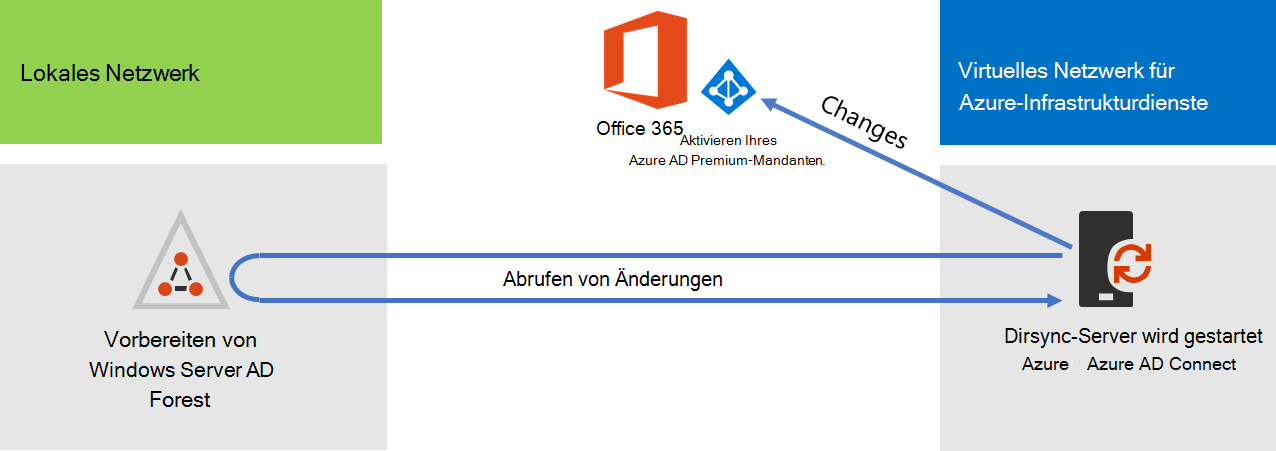 Lokales Netzwerk
Office 365
Aktivieren Ihres
Azure AD Premium-Mandanten.
Changes
Virtuelles Netzwerk für
Azure-Infrastrukturdienste
Abrufen von Änderungen
Vorbereiten von
Windows Server AD
Forest
Dirsync-Server wird gestartet
Azure Azure AD Connect